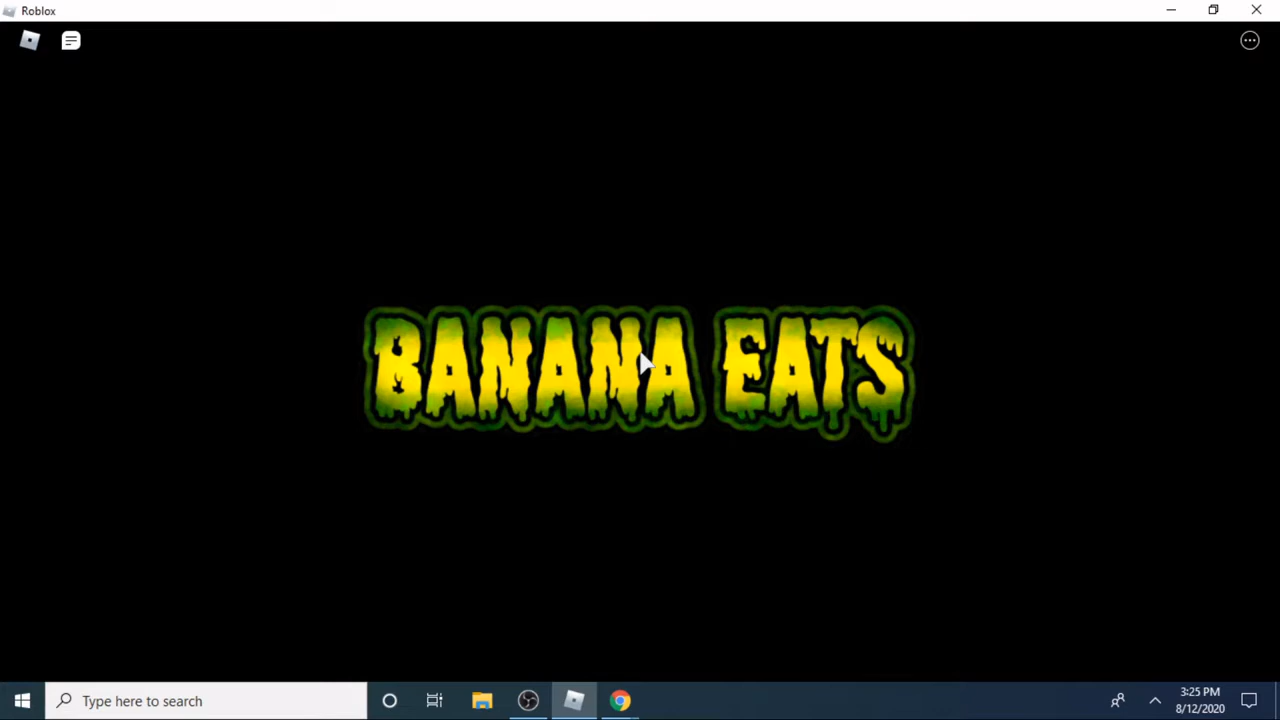 Roblox
BANANA EATS
Type here to search
3:25 PM
8/12/2020